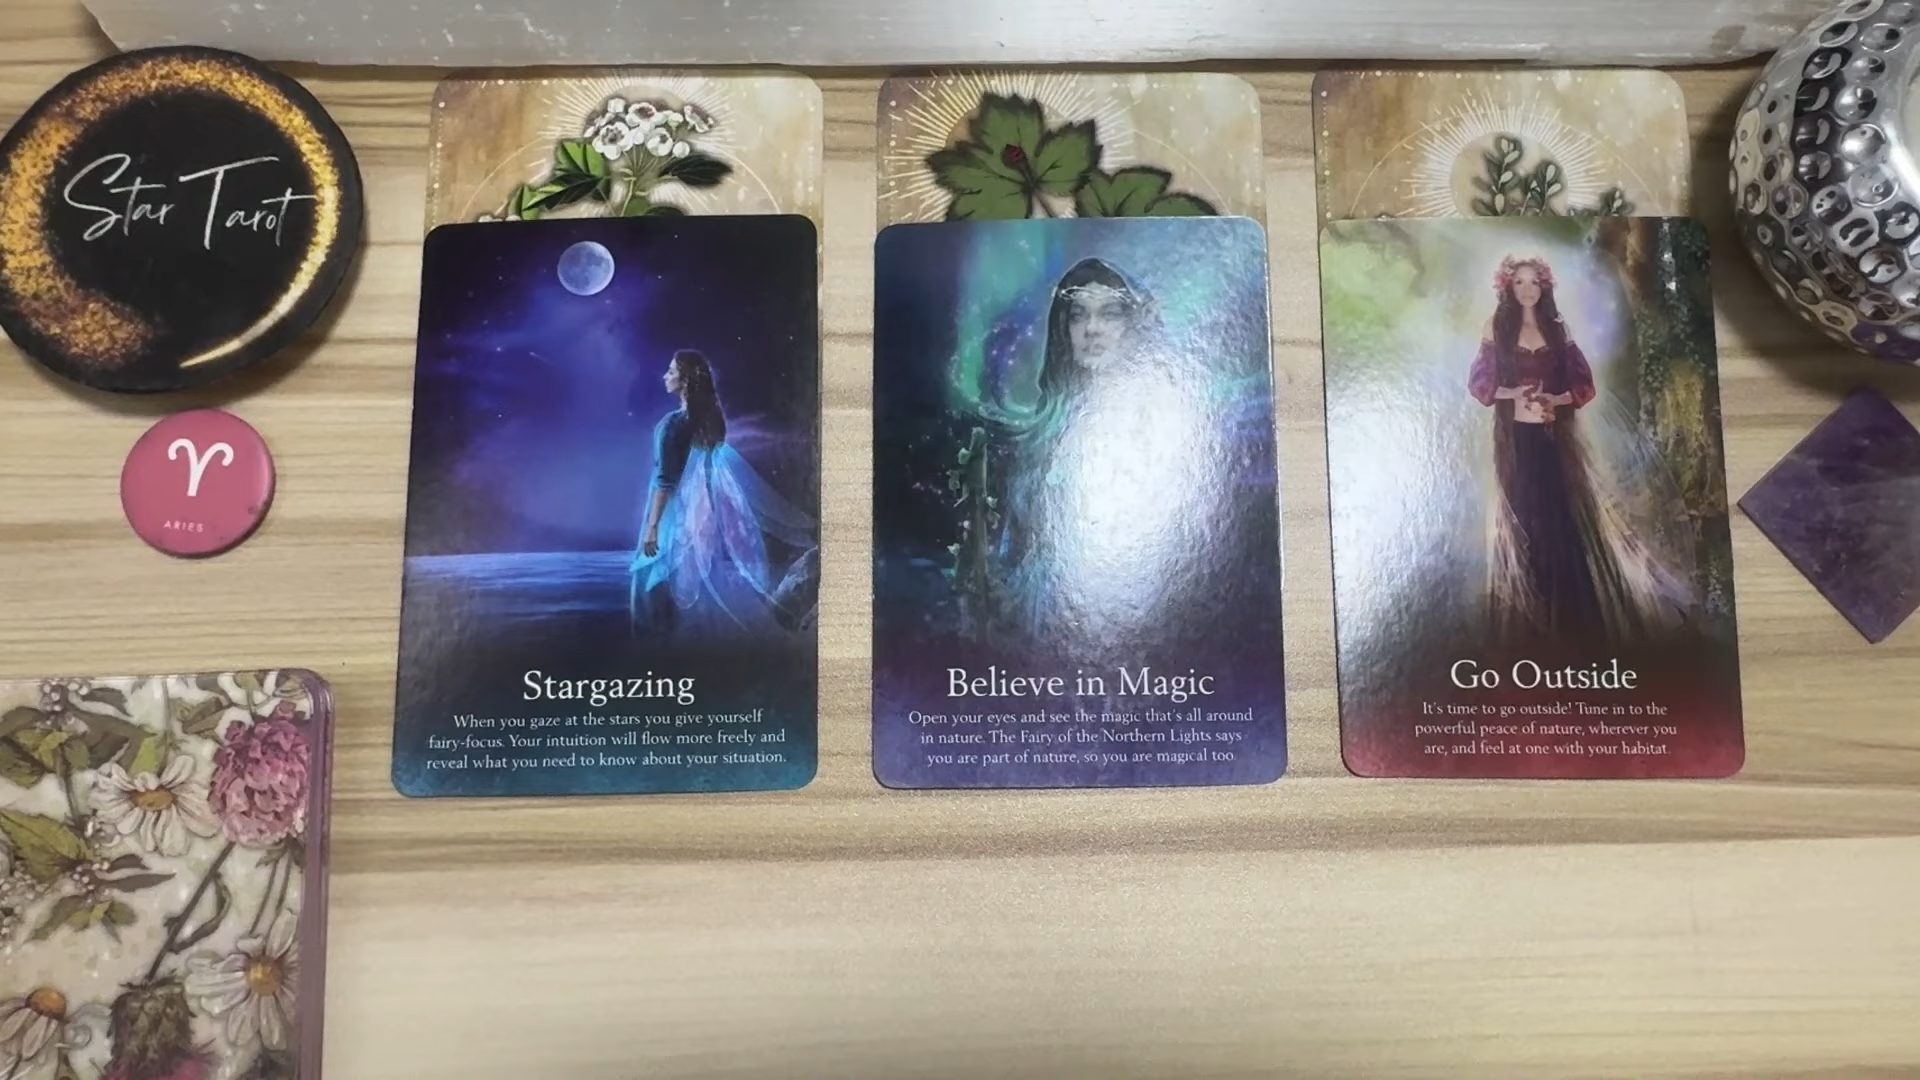 Star Tarot
ARIES
Stargazing
When you gaze at the stars you give yourself
fairy-focus. Your intuition will flow more freely and
reveal what you need to know about your situation.
Believe in Magic
Open your eyes and see the magic that's all around
in nature. The Fairy of the Northern Lights says
you are part of nature, so you are magical too.
Go Outside
It's time to go outside! Tune in to the
powerful peace of nature, wherever you
are, and feel at one with your habitat.